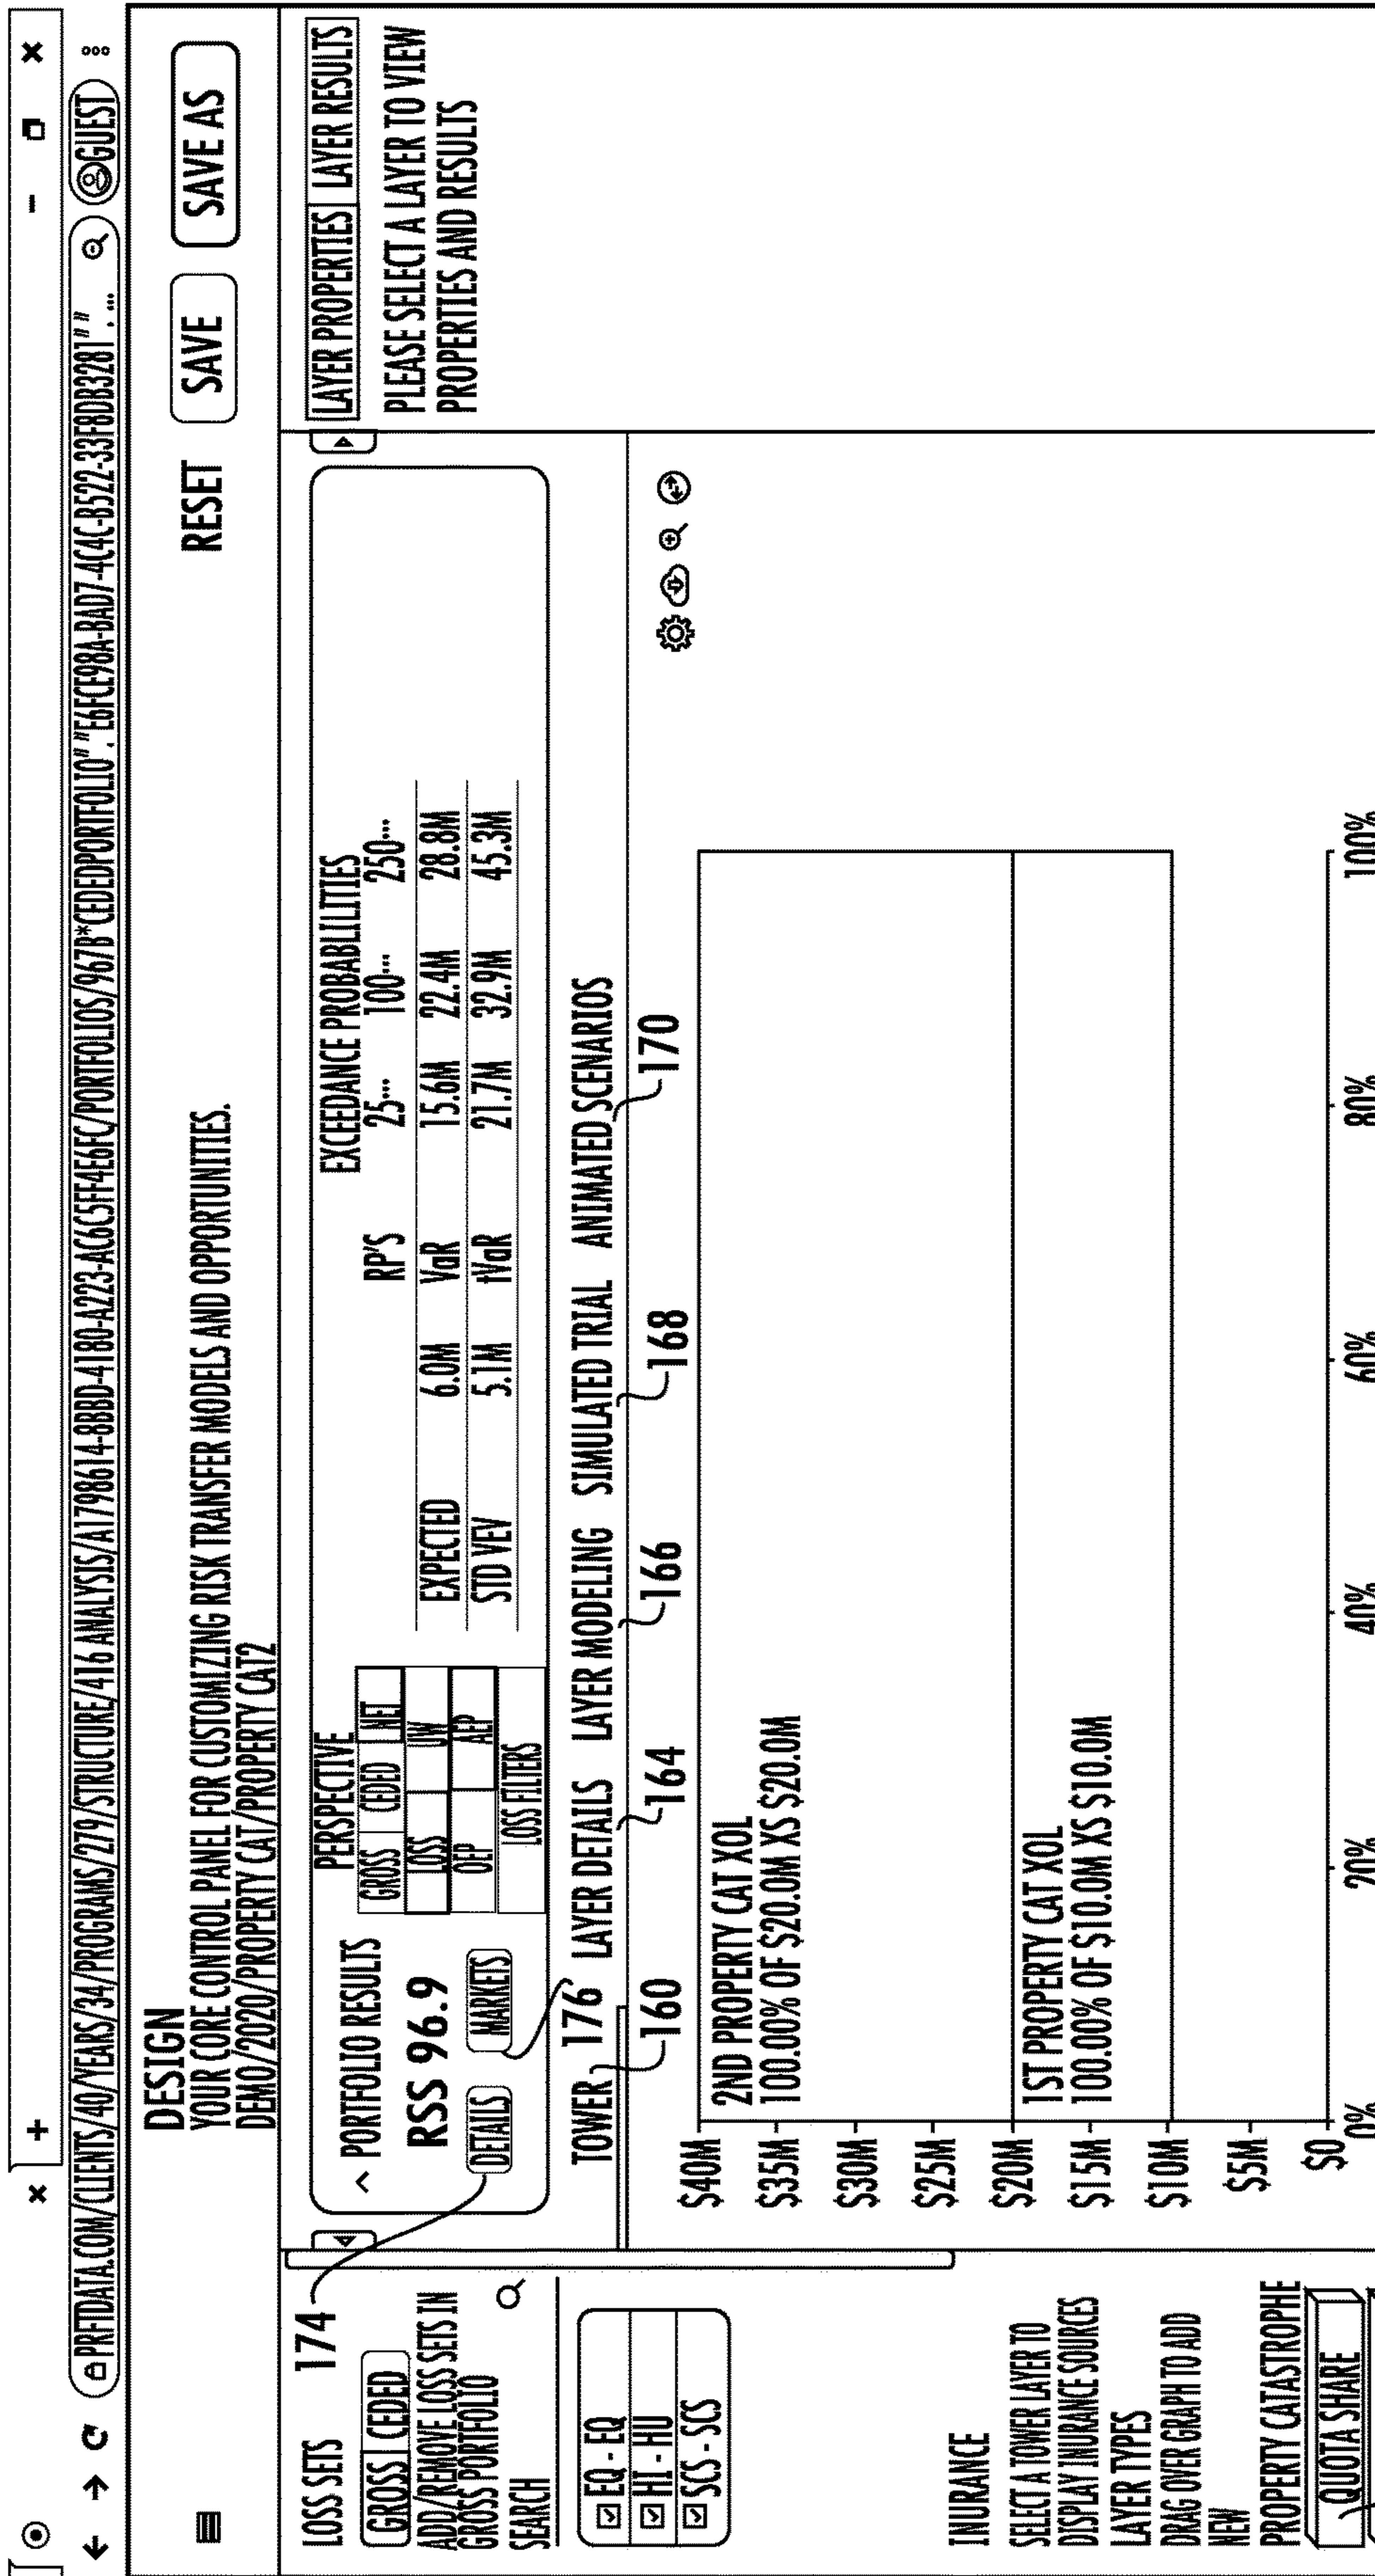 PRFTDATA.COM/CLIENTS/40/YEARS/34/PROGRAMS/279/STRUCTURE/416 ANALYSIS/A1798614-8BBD-4180-A223-AC6C5FF4E6FC/PORTFOLIOS/967B*CEDEDPORTFOLIO"."E6FCE98A-BAD7-4C4C-B522-33F8DB3281"" ...
GUEST
DESIGN
YOUR CORE CONTROL PANEL FOR CUSTOMIZING RISK TRANSFER MODELS AND OPPORTUNITIES.
DEMO/2020/PROPERTY CAT/PROPERTY CAT2
RESET SAVE SAVE AS
174
LOSS SETS
GROSS CEDED
ADD/REMOVE LOSS SETS IN
GROSS PORTFOLIO
SEARCH
EQ - EQ
HI - HU
SCS - SCS
INURANCE
SELECT A TOWER LAYER TO
DISPLAY INURANCE SOURCES
LAYER TYPES
DRAG OVER GRAPH TO ADD
NEW
PROPERTY CATASTROPHE
QUOTA SHARE
PORTFOLIO RESULTS
RSS 96.9
DETAILS MARKETS
PERSPECTIVE
GROSS CEDED NET
LOSS UW
OEP AEP
LOSS FILTERS
EXCEEDANCE PROBABLILITIES
RP'S 25... 100... 250...
EXPECTED 6.0M VaR 15.6M 22.4M 28.8M
STD VEV 5.1M tVaR 21.7M 32.9M 45.3M
176
TOWER LAYER DETAILS LAYER MODELING SIMULATED TRIAL ANIMATED SCENARIOS
160 164 166 168 170
$40M
2ND PROPERTY CAT XOL
100.00% OF $20.0M XS $20.0M
$35M
$30M
$25M
$20M
1ST PROPERTY CAT XOL
100.00% OF $10.0M XS $10.0M
$15M
$10M
$5M
$0
0% 20% 40% 60% 80% 100%
LAYER PROPERTIES LAYER RESULTS
PLEASE SELECT A LAYER TO VIEW
PROPERTIES AND RESULTS